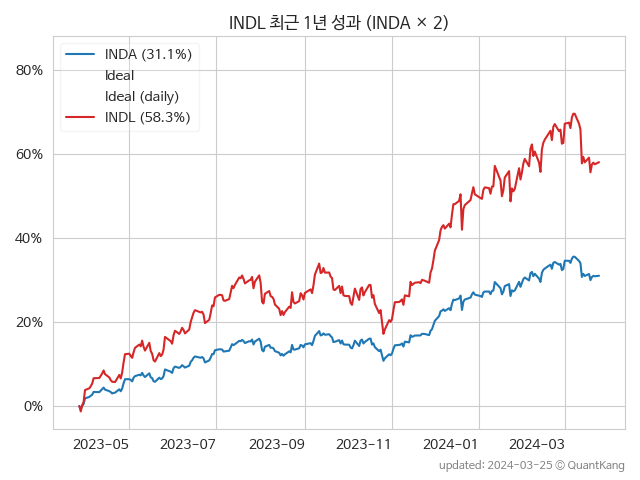 INDL 최근 1년 성과 (INDA × 2)
INDA (31.1%)
Ideal
Ideal (daily)
INDL (58.3%)
80%
60%
40%
20%
0%
2023-05 2023-07 2023-09 2023-11 2024-01 2024-03
updated: 2024-03-25 © QuantKang